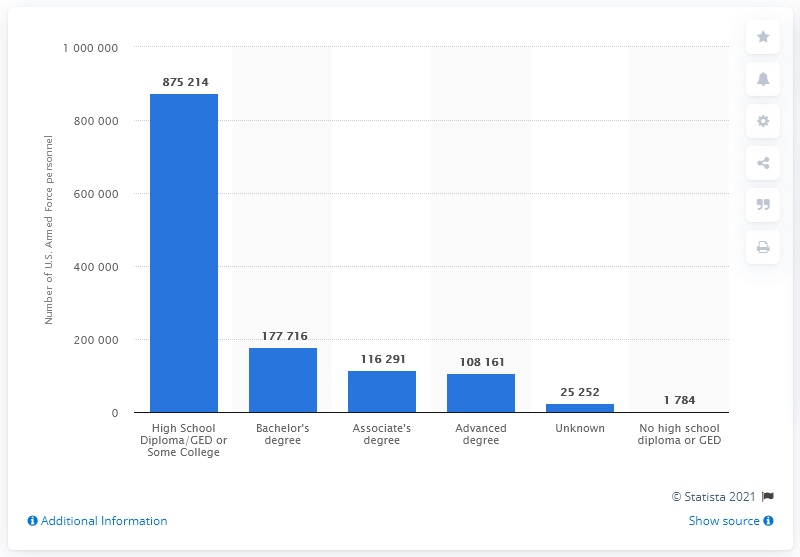 1 000 000
800 000
600 000
400 000
200 000
0
Number of U.S. Armed Force personnel
875 214
177 716
116 291
108 161
25 252
1 784
High School
Diploma/GED or
Some College
Bachelor's
degree
Associate's
degree
Advanced
degree
Unknown
No high school
diploma or GED
© Statista 2021
Additional Information
Show source